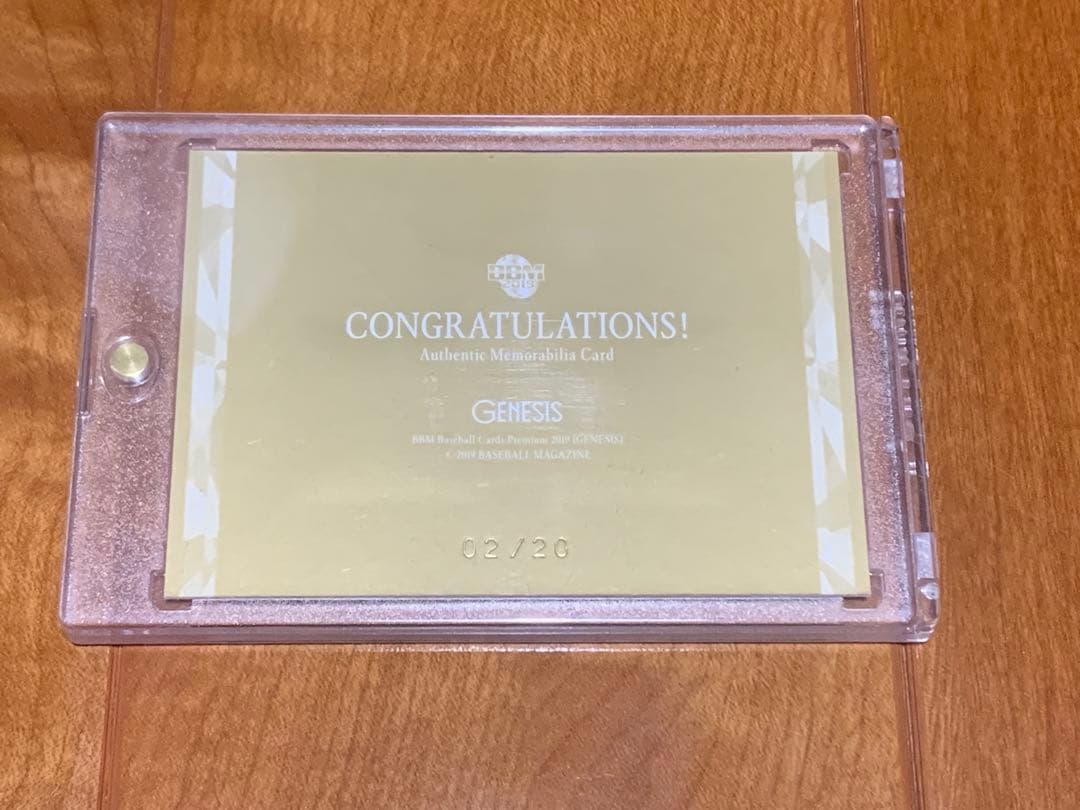 BBM
2019
CONGRATULATIONS!
Authentic Memorabilia Card
GENESIS
BBM Baseball Cards Premium 2019 [GENESIS]
© 2019 BASEBALL MAGAZINE
02/20